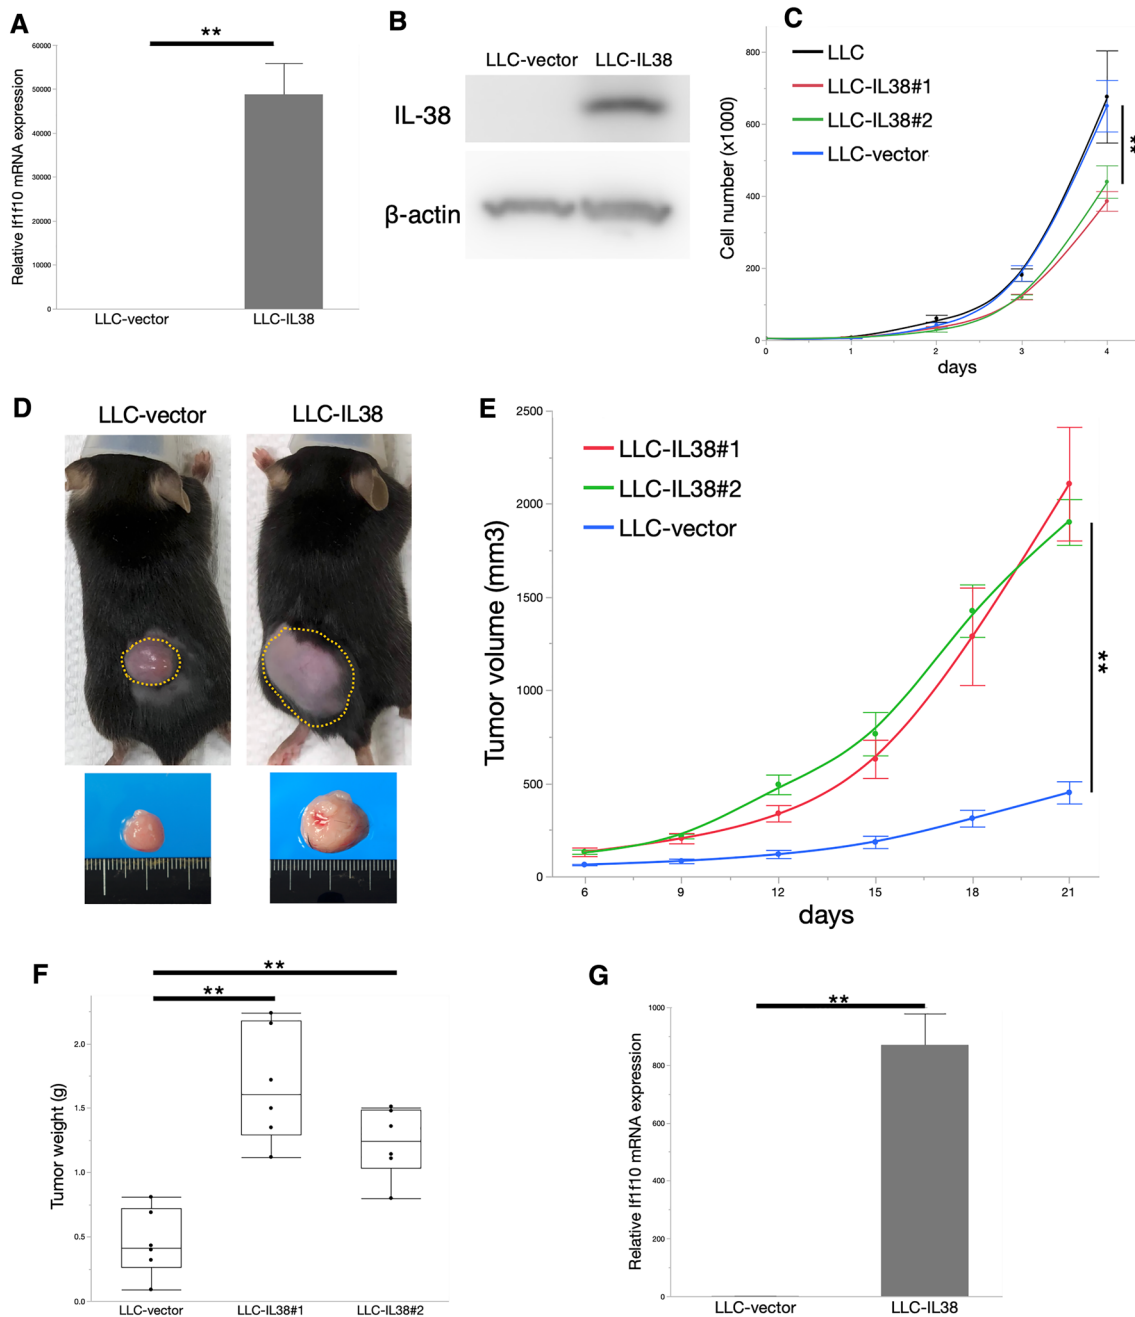 A
**
Relative If1f10 mRNA expression
60000
50000
40000
30000
20000
10000
0
LLC-vector
LLC-IL38
B
LLC-vector
LLC-IL38
IL-38
β-actin
C
LLC
LLC-IL38#1
LLC-IL38#2
LLC-vector
Cell number (x1000)
800
600
400
200
0
0
1
2
3
4
days
**
D
LLC-vector
LLC-IL38
E
LLC-IL38#1
LLC-IL38#2
LLC-vector
Tumor volume (mm3)
2500
2000
1500
1000
500
0
6
9
12
15
18
21
days
**
F
**
**
Tumor weight (g)
2.0
1.5
1.0
0.5
0.0
LLC-vector
LLC-IL38#1
LLC-IL38#2
G
**
Relative If1f10 mRNA expression
1000
800
600
400
200
0
LLC-vector
LLC-IL38